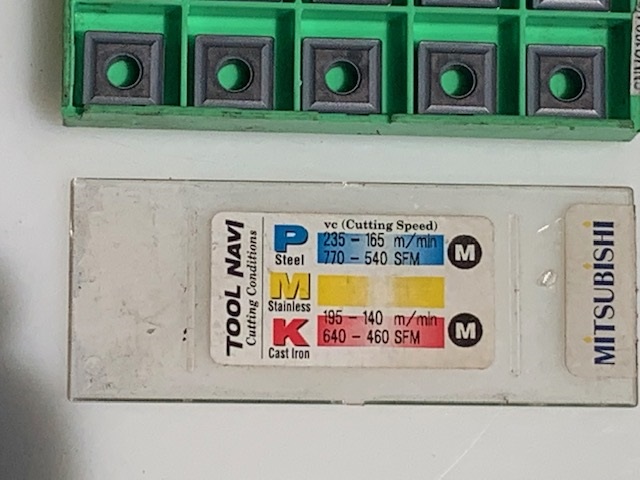 TOOL NAVI
Cutting Conditions
vc (Cutting Speed)
P
Steel
235 - 165 m/min
770 - 540 SFM
M
M
Stainless
K
Cast Iron
195 - 140 m/min
640 - 460 SFM
M
MITSUBISHI